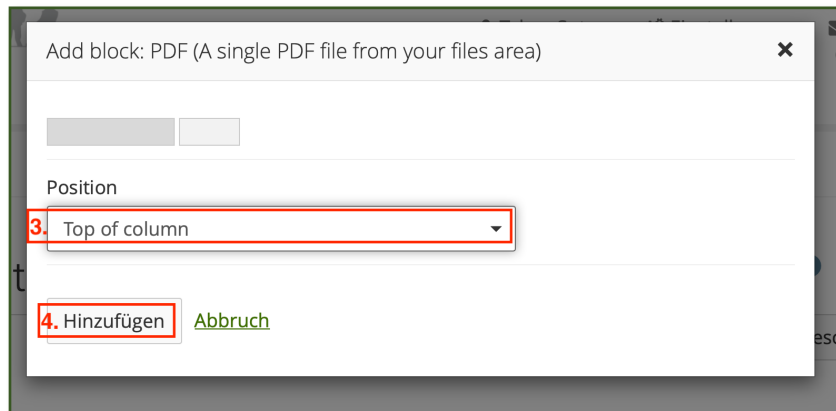 Add block: PDF (A single PDF file from your files area) ×
Position
3. Top of column
4. Hinzufügen Abbruch